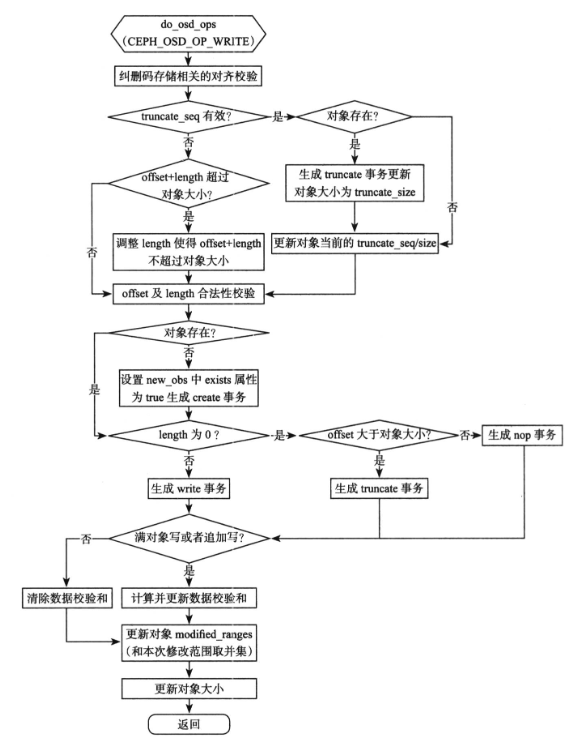 do_osd_ops
（CEPH_OSD_OP_WRITE）
纠删码存储相关的对齐校验
truncate_seq 有效？
是
对象存在？
否
是
offset+length 超过
对象大小？
生成 truncate 事务更新
对象大小为 truncate_size
否
是
否
调整 length 使得 offset+length
不超过对象大小
更新对象当前的 truncate_seq/size
offset 及 length 合法性校验
对象存在？
否
是
设置 new_obs 中 exists 属性
为 true 生成 create 事务
length 为 0？
是
offset 大于对象大小？
否
生成 nop 事务
否
是
生成 write 事务
生成 truncate 事务
满对象写或者追加写？
否
是
清除数据校验和
计算并更新数据校验和
更新对象 modified_ranges
（和本次修改范围取并集）
更新对象大小
返回